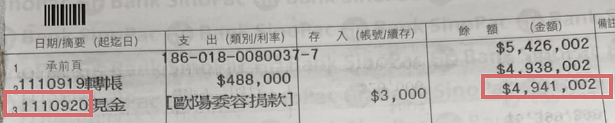 日期/摘要（起迄日） 支 出（類別/利率） 存 入（帳號/續存） 餘 額 （金額） 備註
1 承前頁 186-018-0080037-7 $5,426,002
2 1110919轉帳 $488,000 $4,938,002
3 1110920現金 [歐陽委容捐款] $3,000 $4,941,002